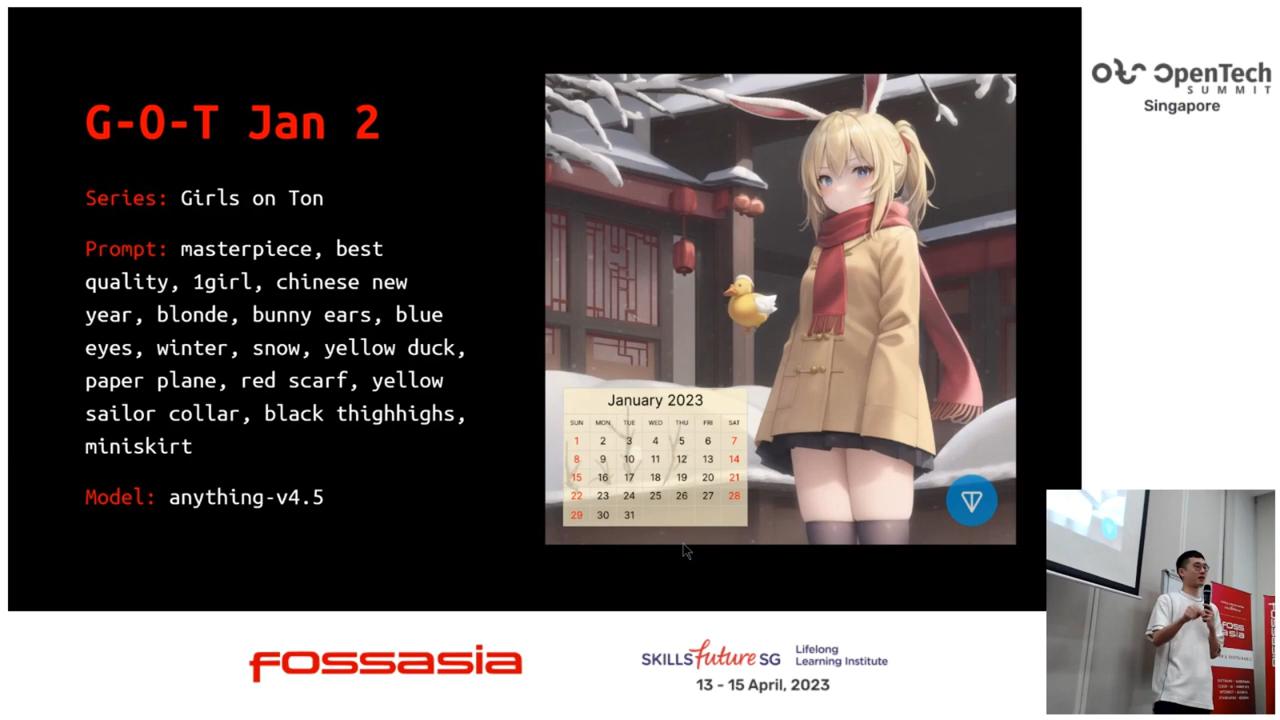 G-O-T Jan 2
Series: Girls on Ton
Prompt: masterpiece, best
quality, 1girl, chinese new
year, blonde, bunny ears, blue
eyes, winter, snow, yellow duck,
paper plane, red scarf, yellow
sailor collar, black thighhighs,
miniskirt
Model: anything-v4.5
January 2023
SUN MON TUE WED THU FRI SAT
1 2 3 4 5 6 7
8 9 10 11 12 13 14
15 16 17 18 19 20 21
22 23 24 25 26 27 28
29 30 31
OpenTech
SUMMIT
Singapore
FOSS
ASIA
fossasia
SKILLS future SG
Lifelong
Learning Institute
13 - 15 April, 2023